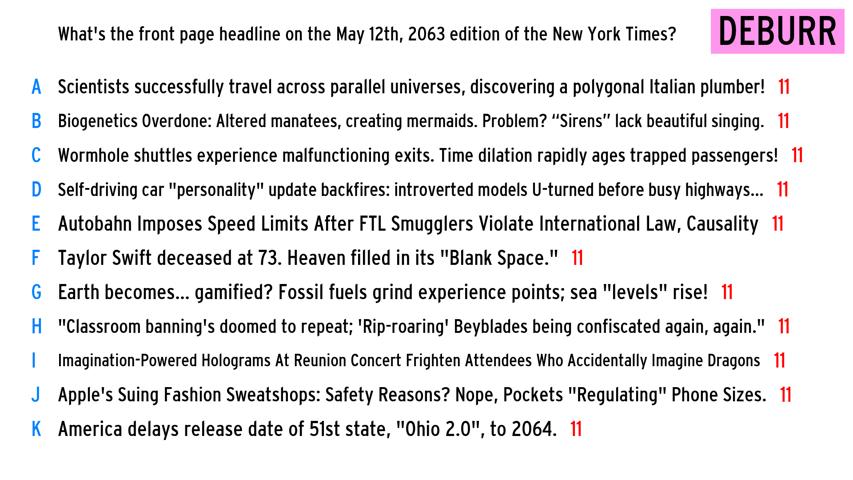 What's the front page headline on the May 12th, 2063 edition of the New York Times?
DEBURR
A Scientists successfully travel across parallel universes, discovering a polygonal Italian plumber! 11
B Biogenetics Overdone: Altered manatees, creating mermaids. Problem? “Sirens” lack beautiful singing. 11
C Wormhole shuttles experience malfunctioning exits. Time dilation rapidly ages trapped passengers! 11
D Self-driving car "personality" update backfires: introverted models U-turned before busy highways... 11
E Autobahn Imposes Speed Limits After FTL Smugglers Violate International Law, Causality 11
F Taylor Swift deceased at 73. Heaven filled in its "Blank Space." 11
G Earth becomes... gamified? Fossil fuels grind experience points; sea "levels" rise! 11
H "Classroom banning's doomed to repeat; 'Rip-roaring' Beyblades being confiscated again, again." 11
I Imagination-Powered Holograms At Reunion Concert Frighten Attendees Who Accidentally Imagine Dragons 11
J Apple's Suing Fashion Sweatshops: Safety Reasons? Nope, Pockets "Regulating" Phone Sizes. 11
K America delays release date of 51st state, "Ohio 2.0", to 2064. 11